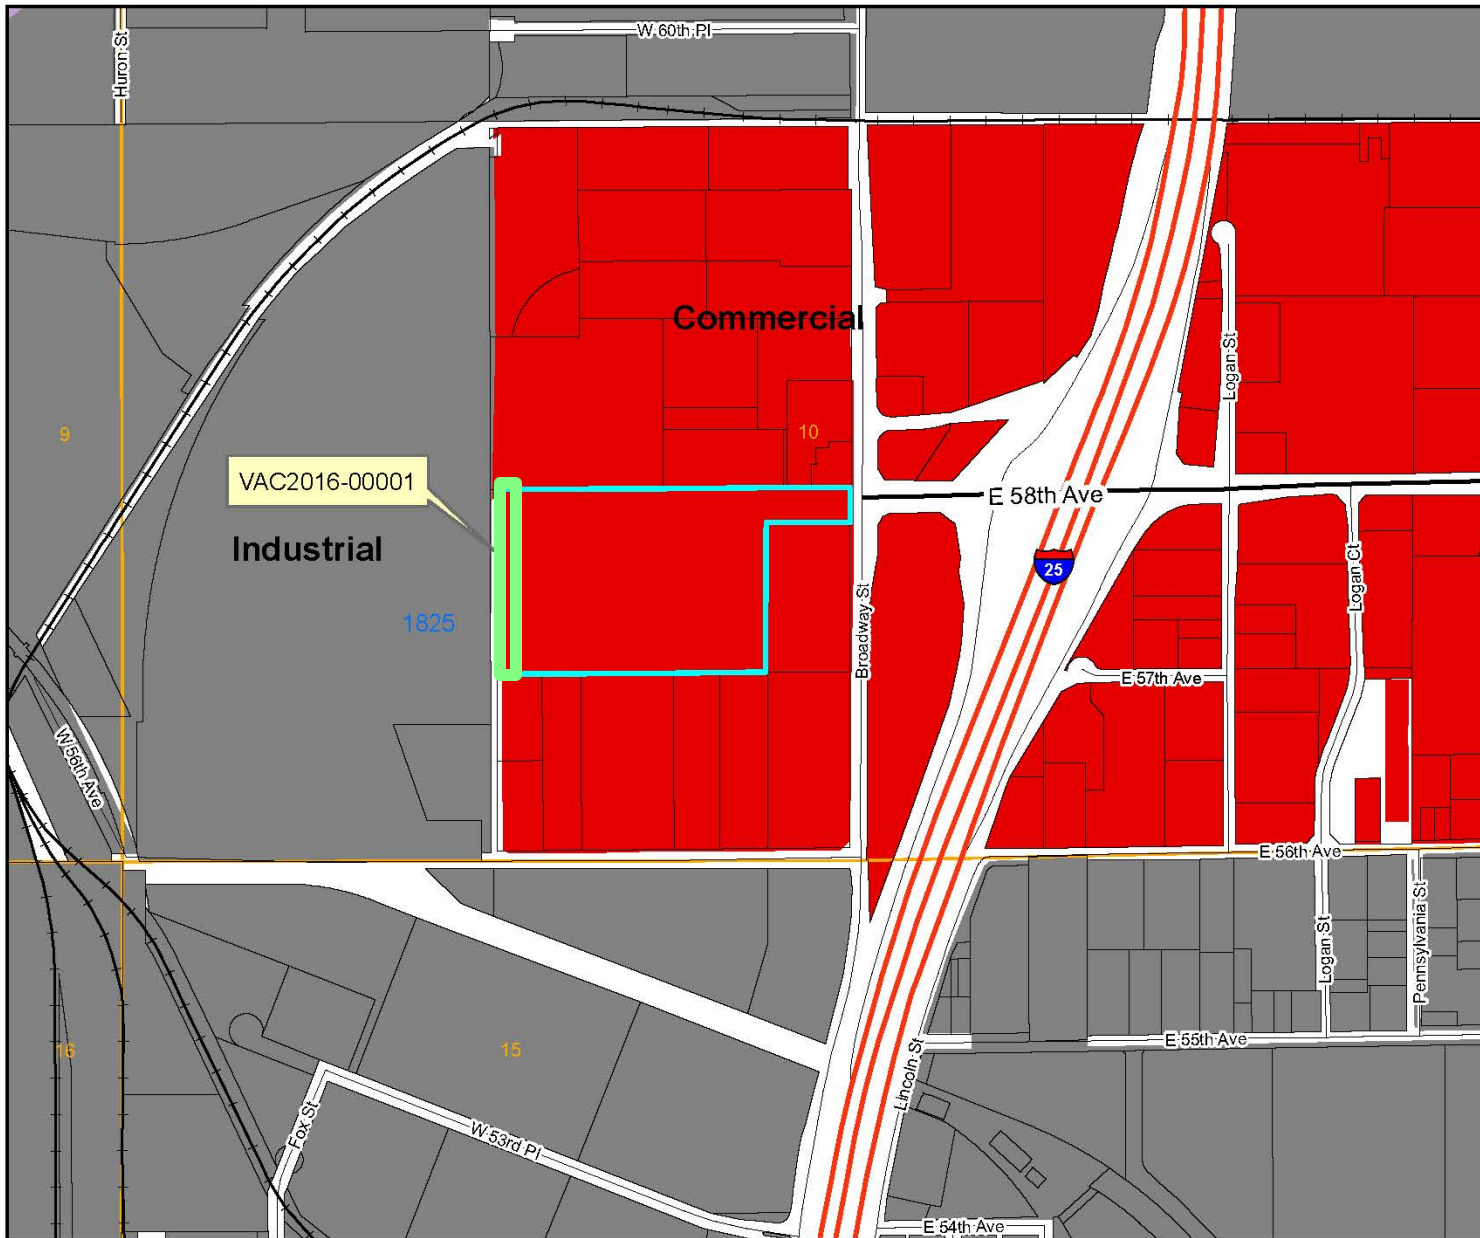 W 60th Pl
Huron St
Commercial
Logan St
9
10
VAC2016-00001
E 58th Ave
Industrial
25
Logan Ct
1825
Broadway St
E 57th Ave
W 56th Ave
E 56th Ave
Logan St
Pennsylvania St
16
15
E 55th Ave
Lincoln St
Fox St
W 53rd Pl
E 54th Ave